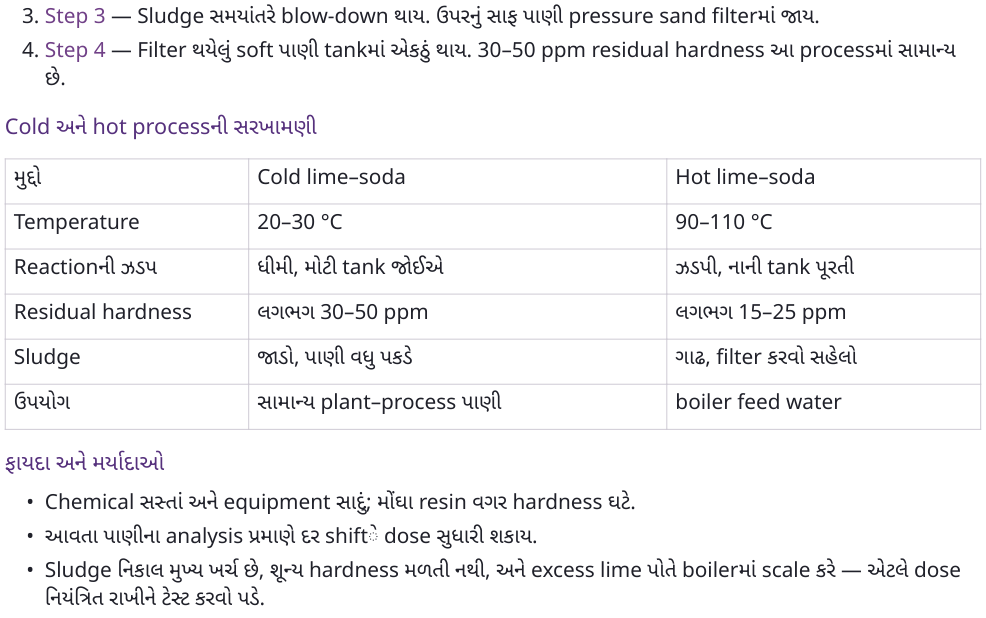 3. Step 3 — Sludge સમયાંતરે blow-down થાય. ઉપરનું સાફ પાણી pressure sand filterમાં જાય.
4. Step 4 — Filter થયેલું soft પાણી tankમાં એકઠું થાય. 30–50 ppm residual hardness આ processમાં સામાન્ય
છે.
Cold અને hot processની સરખામણી
મુદ્દો Cold lime–soda Hot lime–soda
Temperature 20–30 °C 90–110 °C
Reactionની ઝડપ ધીમી, મોટી tank જોઈએ ઝડપી, નાની tank પૂરતી
Residual hardness લગભગ 30–50 ppm લગભગ 15–25 ppm
Sludge જાડો, પાણી વધુ પકડે ગાઢ, filter કરવો સહેલો
ઉપયોગ સામાન્ય plant–process પાણી boiler feed water
ફાયદા અને મર્યાદાઓ
• Chemical સસ્તાં અને equipment સાદું; મોંઘા resin વગર hardness ઘટે.
• આવતા પાણીના analysis પ્રમાણે દર shiftે dose સુધારી શકાય.
• Sludge નિકાલ મુખ્ય ખર્ચ છે, શૂન્ય hardness મળતી નથી, અને excess lime પોતે boilerમાં scale કરે — એટલે dose
નિયંત્રિત રાખીને ટેસ્ટ કરવો પડે.